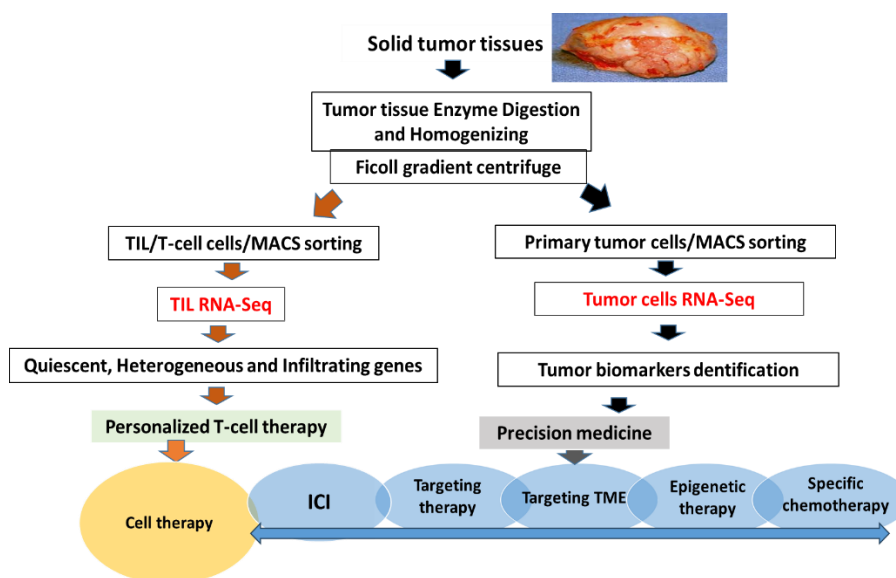 Solid tumor tissues
Tumor tissue Enzyme Digestion
and Homogenizing
Ficoll gradient centrifuge
TIL/T-cell cells/MACS sorting
Primary tumor cells/MACS sorting
TIL RNA-Seq
Tumor cells RNA-Seq
Quiescent, Heterogeneous and Infiltrating genes
Tumor biomarkers dentification
Personalized T-cell therapy
Precision medicine
Cell therapy
ICI
Targeting
therapy
Targeting TME
Epigenetic
therapy
Specific
chemotherapy